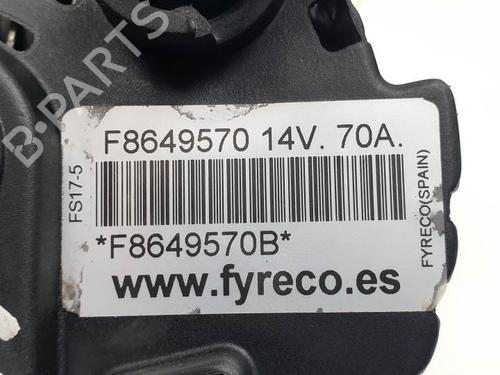 B-PARTS
F8649570 14V. 70A.
FS17-5
*F8649570B*
www.fyreco.es
FYRECO(SPAIN)